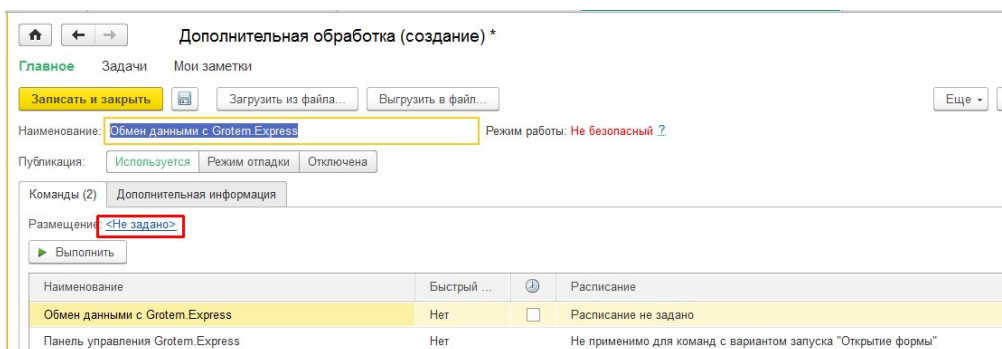 Дополнительная обработка (создание) *
Главное Задачи Мои заметки
Записать и закрыть Загрузить из файла... Выгрузить в файл... Еще
Наименование: Обмен данными с Grotem.Express Режим работы: Не безопасный ?
Публикация: Используется Режим отладки Отключена
Команды (2) Дополнительная информация
Размещение: <Не задано>
Выполнить
Наименование Быстрый ... Расписание
Обмен данными с Grotem.Express Нет Расписание не задано
Панель управления Grotem.Express Нет Не применимо для команд с вариантом запуска "Открытие формы"